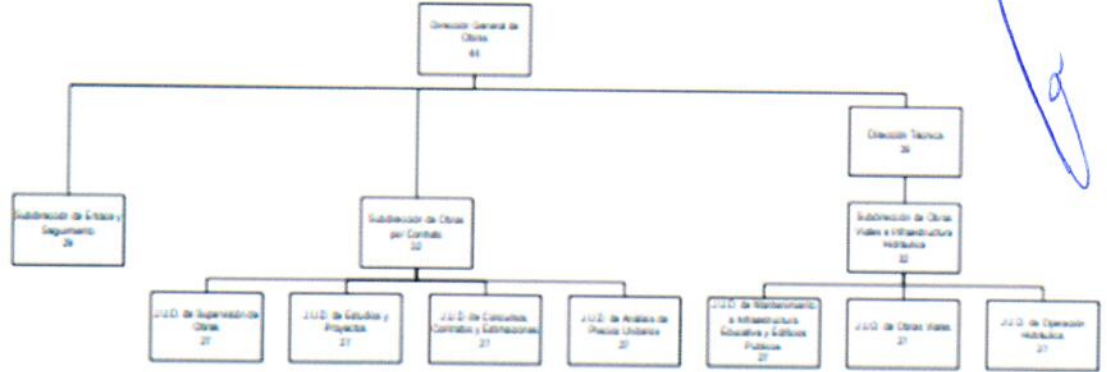 Dirección General de
Obras
44
Dirección Técnica
39
Subdirección de Enlace y
Seguimiento
29
Subdirección de Obras
por Contrato
32
Subdirección de Obras
Viales e Infraestructura
Hidráulica
32
J.U.D. de Supervisión de
Obras
27
J.U.D. de Estudios y
Proyectos
27
J.U.D. de Concursos,
Contratos y Estimaciones
27
J.U.D. de Análisis de
Precios Unitarios
27
J.U.D. de Mantenimiento
a Infraestructura
Educativa y Edificios
Públicos
27
J.U.D. de Obras Viales
27
J.U.D. de Operación
Hidráulica
27